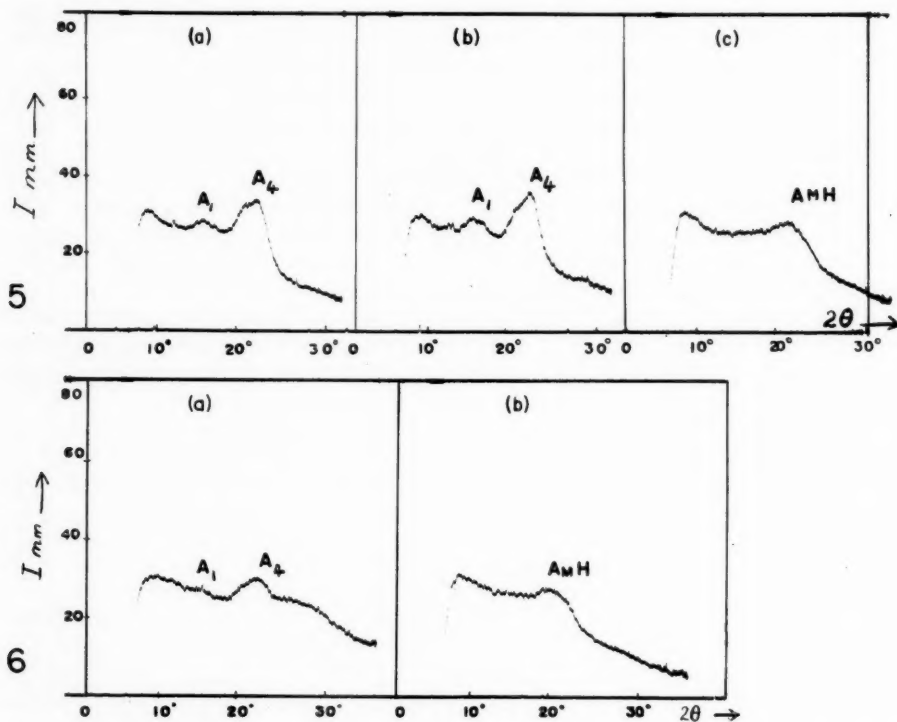 80 (a) (b) (c)
60
I mm →
40
A₁ A₄ A₁ A₄ AMH
20
5
2θ →
0 10° 20° 30° 0 10° 20° 30° 0 10° 20° 30°
80 (a) (b)
60
I mm →
40
A₁ A₄ AMH
20
6
0 10° 20° 30° 0 10° 20° 30° 2θ →